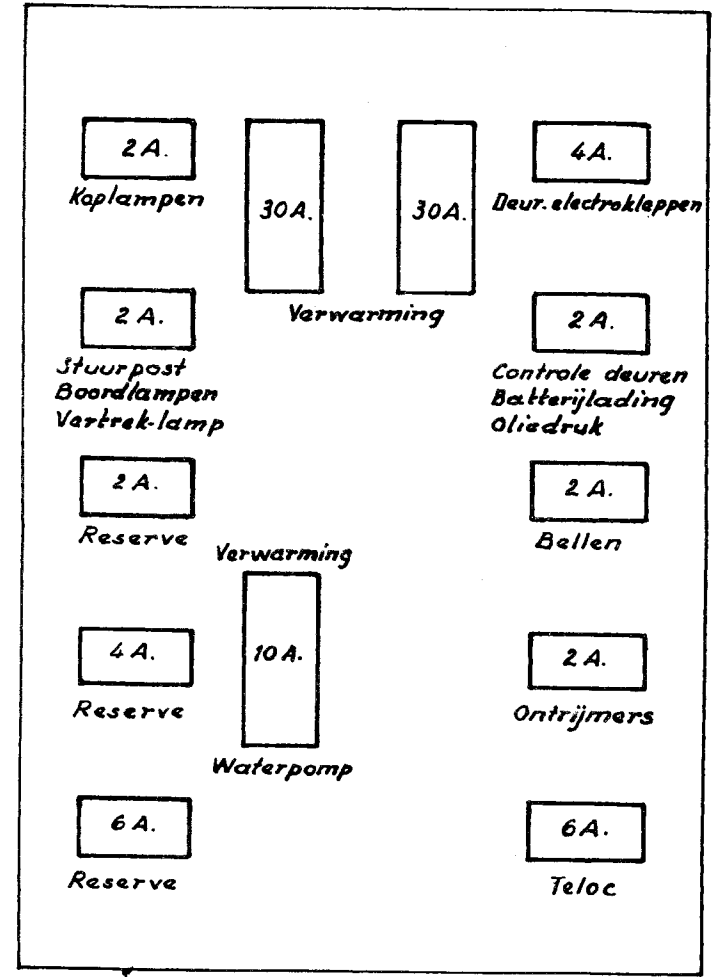 2 A.
Koplampen
30 A.
30 A.
Verwarming
4 A.
Deur. electrokleppen
2 A.
Stuurpost
Boordlampen
Vertrek-lamp
2 A.
Controle deuren
Batterijlading
Oliedruk
2 A.
Reserve
2 A.
Bellen
Verwarming
10 A.
Waterpomp
4 A.
Reserve
2 A.
Ontrijmers
6 A.
Reserve
6 A.
Teloc